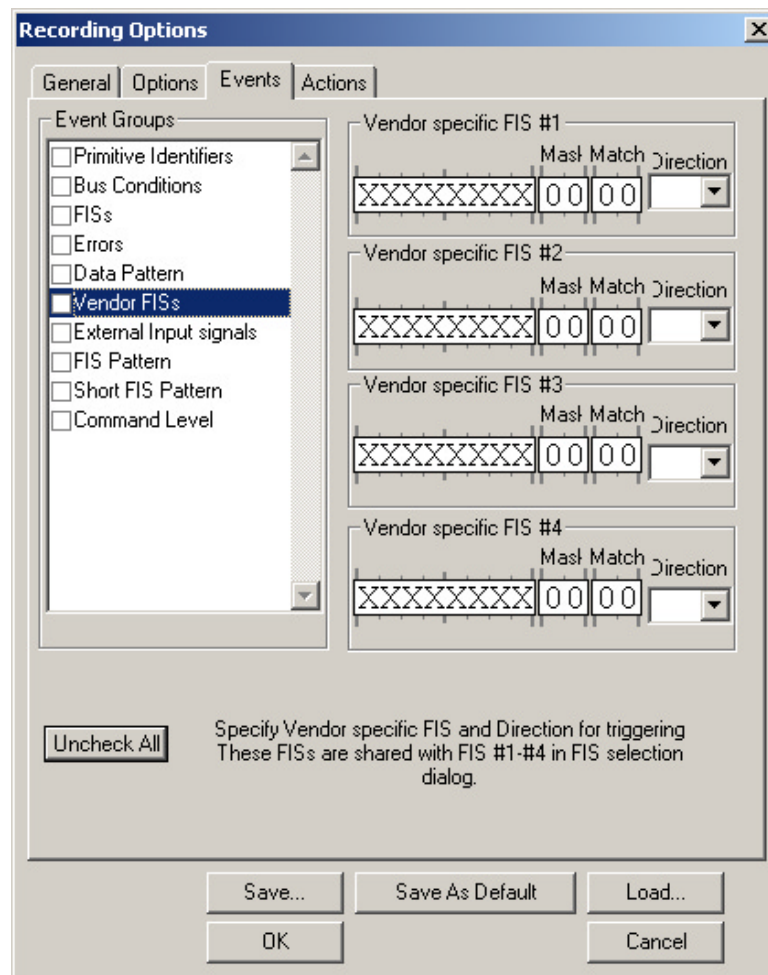 Recording Options
General Options Events Actions
Event Groups
Primitive Identifiers
Bus Conditions
FISs
Errors
Data Pattern
Vendor FISs
External Input signals
FIS Pattern
Short FIS Pattern
Command Level
Vendor specific FIS #1
Mask Match Direction
XXXXXXXX 00 00
Vendor specific FIS #2
Mask Match Direction
XXXXXXXX 00 00
Vendor specific FIS #3
Mask Match Direction
XXXXXXXX 00 00
Vendor specific FIS #4
Mask Match Direction
XXXXXXXX 00 00
Uncheck All
Specify Vendor specific FIS and Direction for triggering
These FISs are shared with FIS #1-#4 in FIS selection
dialog.
Save... Save As Default Load...
OK Cancel